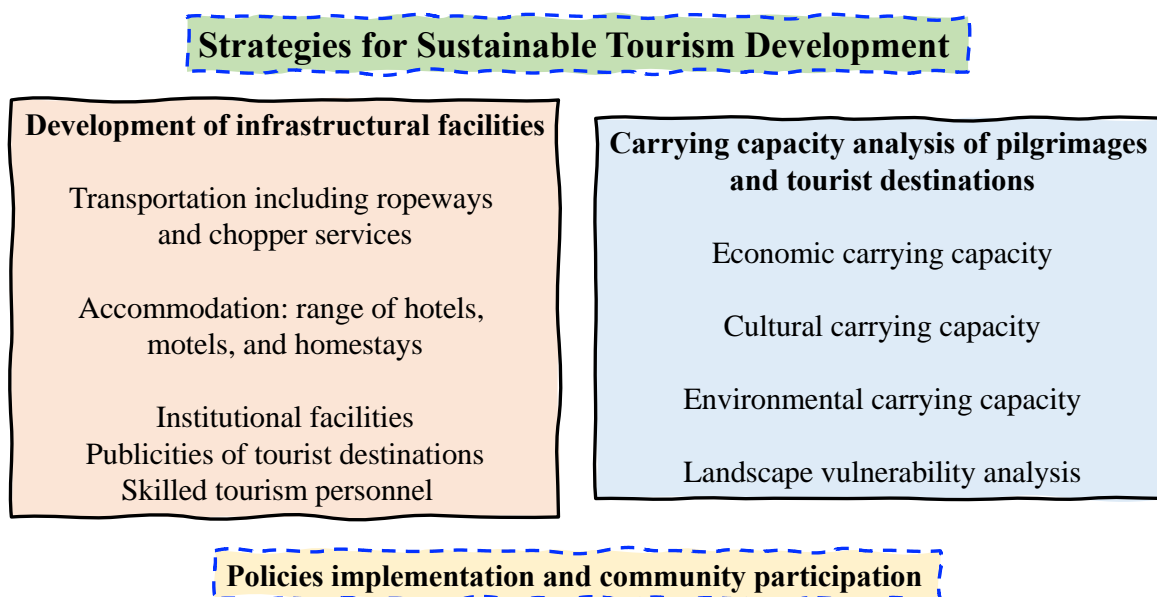 Strategies for Sustainable Tourism Development
Development of infrastructural facilities
Transportation including ropeways
and chopper services
Accommodation: range of hotels,
motels, and homestays
Institutional facilities
Publicities of tourist destinations
Skilled tourism personnel
Carrying capacity analysis of pilgrimages
and tourist destinations
Economic carrying capacity
Cultural carrying capacity
Environmental carrying capacity
Landscape vulnerability analysis
Policies implementation and community participation